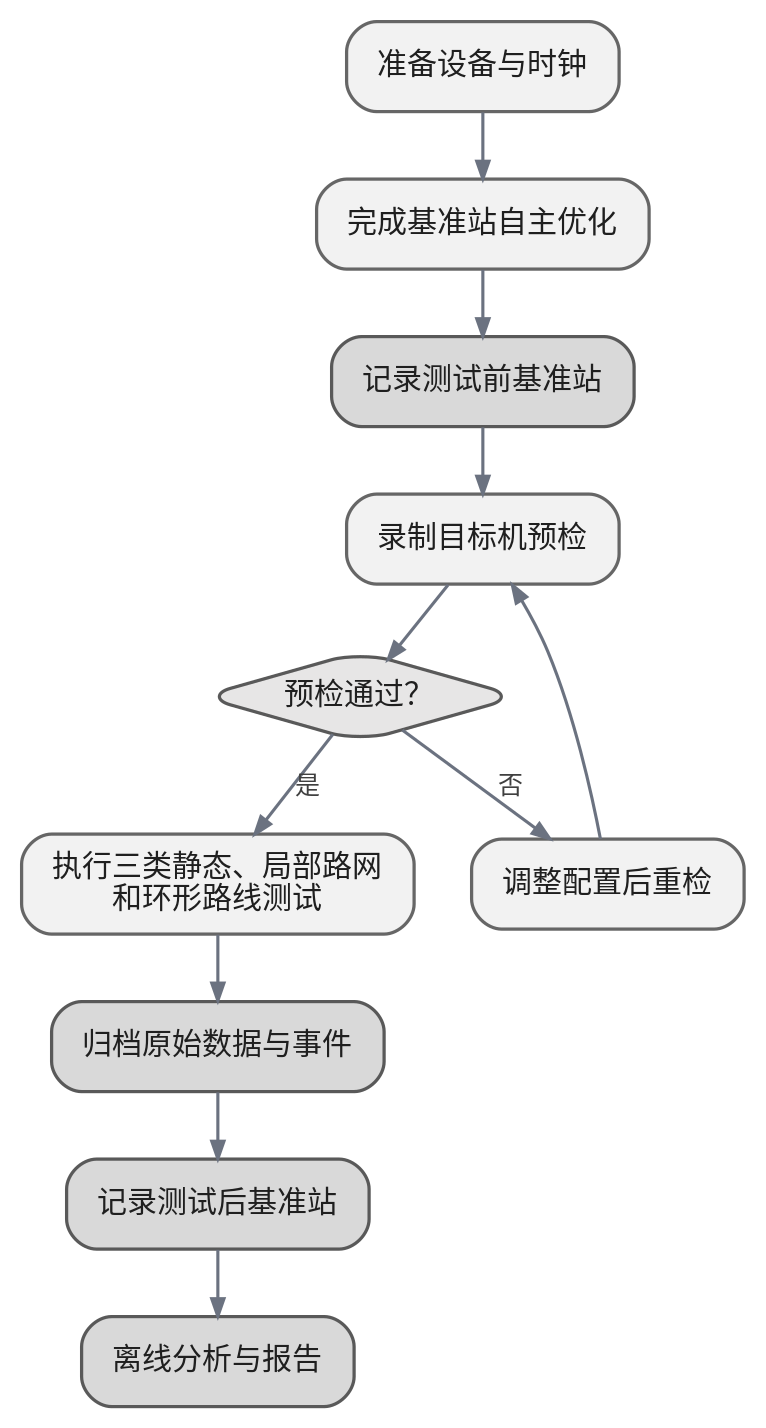 准备设备与时钟
完成基准站自主优化
记录测试前基准站
录制目标机预检
预检通过？
是
否
执行三类静态、局部路网
和环形路线测试
调整配置后重检
归档原始数据与事件
记录测试后基准站
离线分析与报告